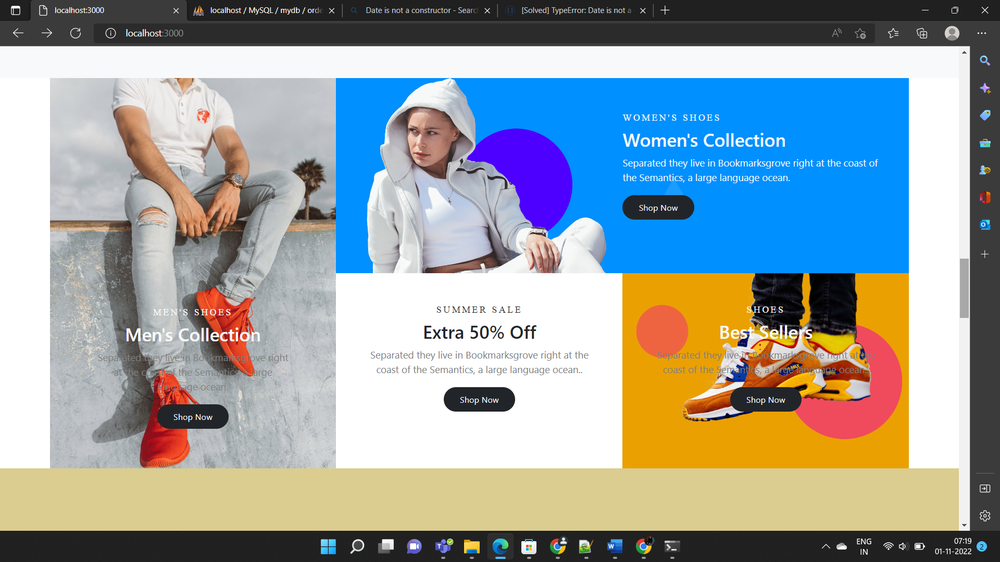 localhost:3000
localhost / MySQL / mydb / orde
Date is not a constructor - Searc
[Solved] TypeError: Date is not a
localhost:3000
WOMEN'S SHOES
Women's Collection
Separated they live in Bookmarksgrove right at the coast of
the Semantics, a large language ocean.
Shop Now
MEN'S SHOES
Men's Collection
Separated they live in Bookmarksgrove right
at the coast of the Semantics, a large
language ocean.
Shop Now
SUMMER SALE
Extra 50% Off
Separated they live in Bookmarksgrove right at the
coast of the Semantics, a large language ocean..
Shop Now
SHOES
Best Sellers
Separated they live in Bookmarksgrove right at the
coast of the Semantics, a large language ocean..
Shop Now
ENG
IN
07:19
01-11-2022
2